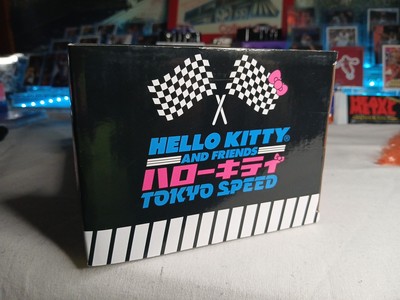 HELLO KITTY®
AND FRIENDS
ハローキティ
TOKYO SPEED